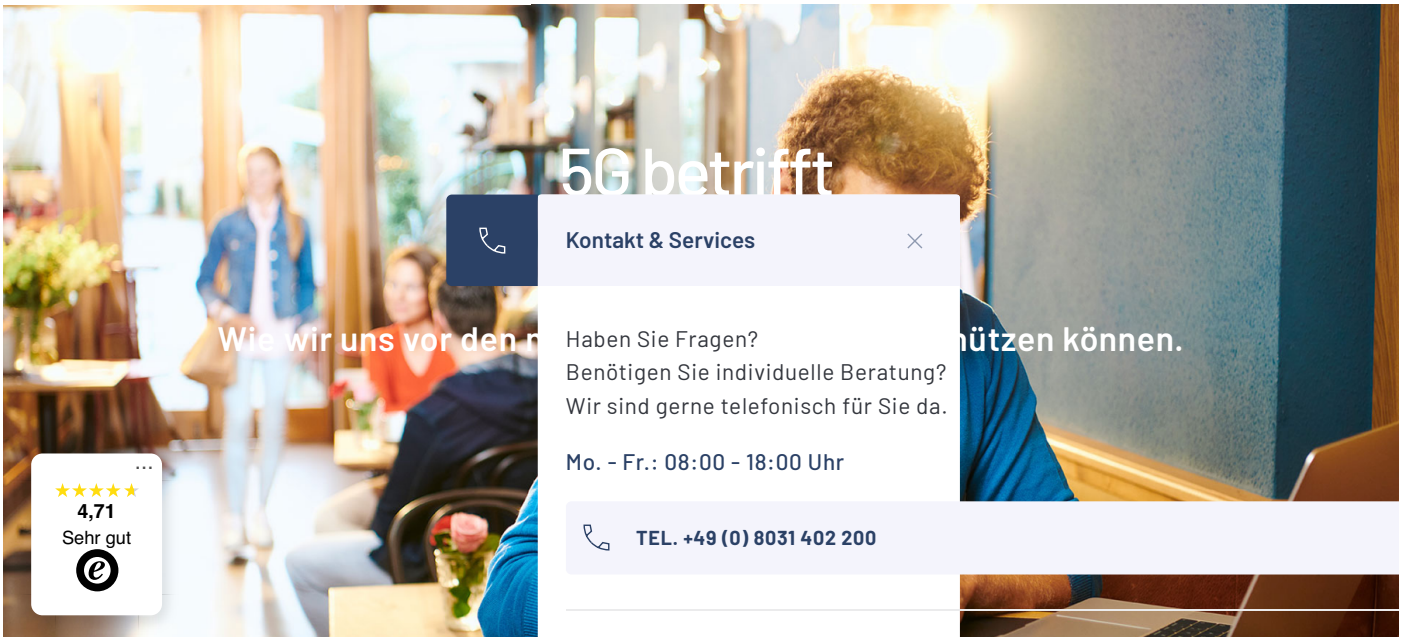 5G betrifft
Kontakt & Services
Wie wir uns vor den
nützen können.
Haben Sie Fragen?
Benötigen Sie individuelle Beratung?
Wir sind gerne telefonisch für Sie da.
Mo. - Fr.: 08:00 - 18:00 Uhr
TEL. +49 (0) 8031 402 200
4,71
Sehr gut
e